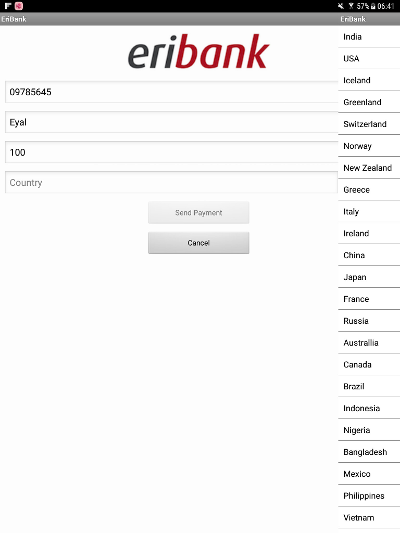 57% 06:41
EriBank
EriBank
eribank
09785645
Eyal
100
Country
Send Payment
Cancel
India
USA
Iceland
Greenland
Switzerland
Norway
New Zealand
Greece
Italy
Ireland
China
Japan
France
Russia
Australlia
Canada
Brazil
Indonesia
Nigeria
Bangladesh
Mexico
Philippines
Vietnam